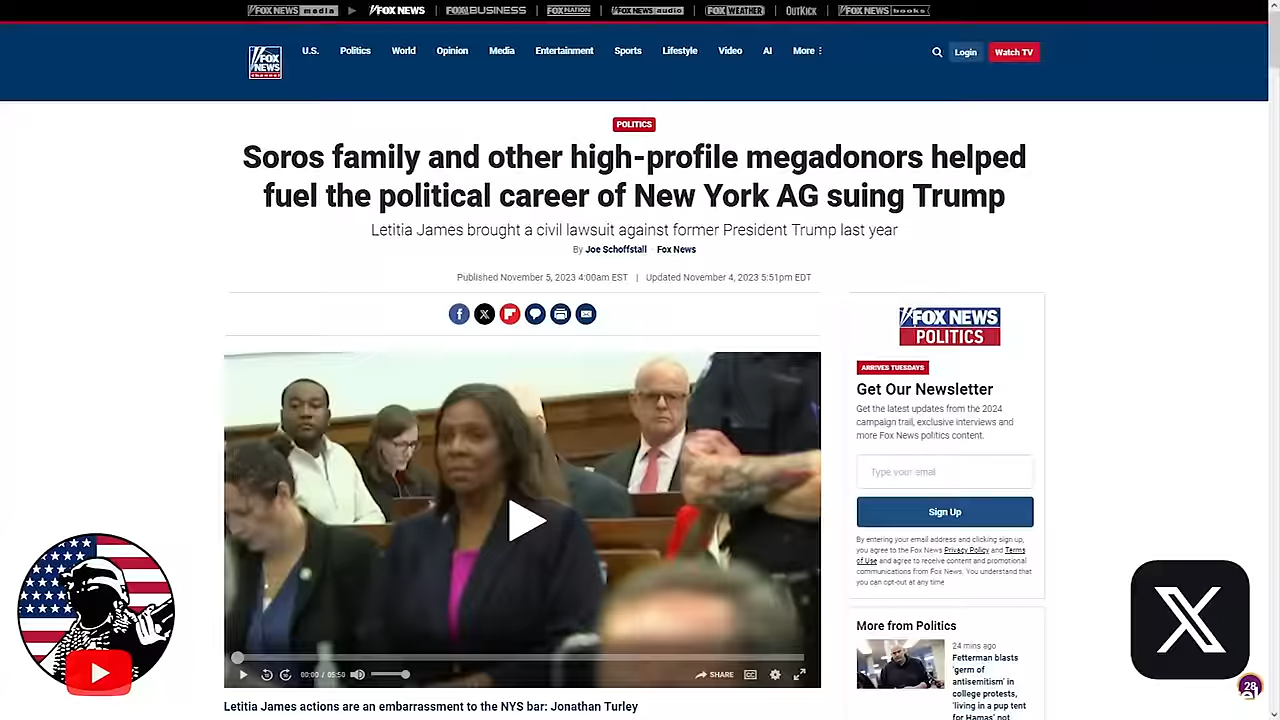 FOX NEWS media
FOX NEWS
FOX BUSINESS
FOX NATION
FOX NEWS audio
FOX WEATHER
OUTKICK
FOX NEWS books
FOX
NEWS
channel
U.S. Politics World Opinion Media Entertainment Sports Lifestyle Video AI More
Login
Watch TV
POLITICS
Soros family and other high-profile megadonors helped
fuel the political career of New York AG suing Trump
Letitia James brought a civil lawsuit against former President Trump last year
By Joe Schoffstall · Fox News
Published November 5, 2023 4:00am EST | Updated November 4, 2023 5:51pm EDT
FOX NEWS
POLITICS
ARRIVES TUESDAYS
Get Our Newsletter
Get the latest updates from the 2024
campaign trail, exclusive interviews and
more Fox News politics content.
Type your email
Sign Up
By entering your email address and clicking sign up,
you agree to the Fox News Privacy Policy and Terms
of Use and agree to receive content and promotional
communications from Fox News. You understand that
you can opt-out at any time
00:00 / 05:50
SHARE
Letitia James actions are an embarrassment to the NYS bar: Jonathan Turley
More from Politics
24 mins ago
Fetterman blasts
'germ of
antisemitism' in
college protests,
'living in a pup tent
for Hamas' not
28